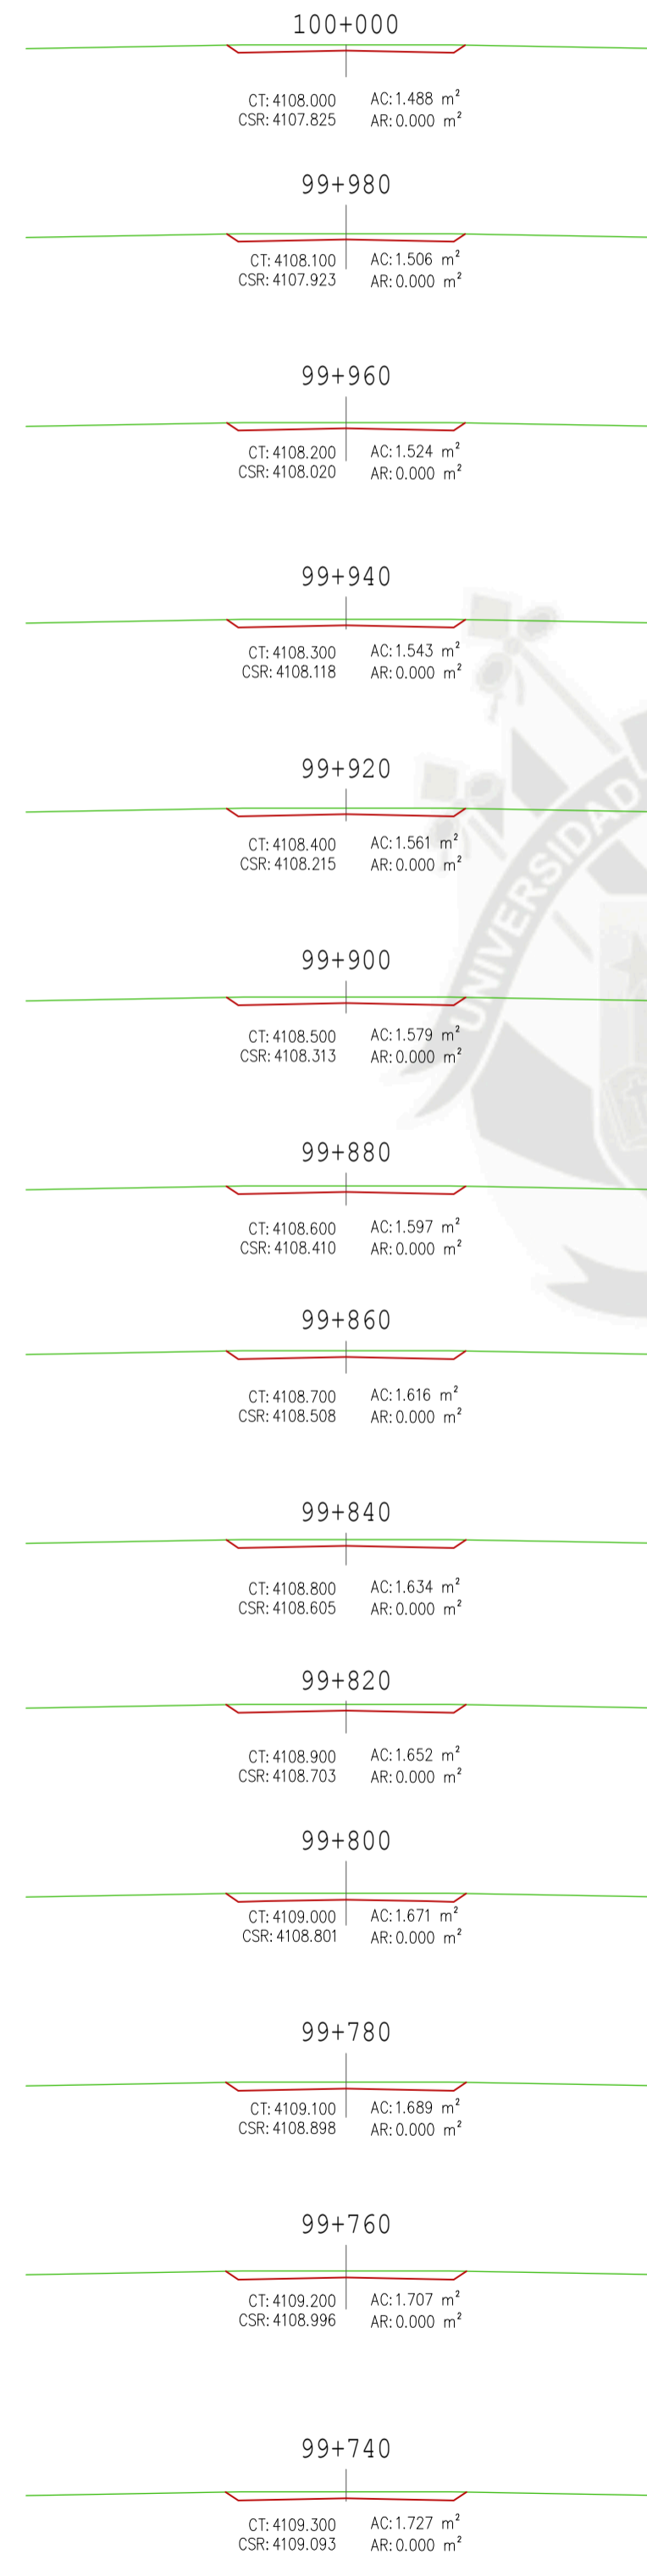 100+000
CT: 4108.000 AC: 1.488 m²
CSR: 4107.825 AR: 0.000 m²
99+980
CT: 4108.100 AC: 1.506 m²
CSR: 4107.923 AR: 0.000 m²
99+960
CT: 4108.200 AC: 1.524 m²
CSR: 4108.020 AR: 0.000 m²
99+940
CT: 4108.300 AC: 1.543 m²
CSR: 4108.118 AR: 0.000 m²
99+920
CT: 4108.400 AC: 1.561 m²
CSR: 4108.215 AR: 0.000 m²
UNIVERSIDAD
99+900
CT: 4108.500 AC: 1.579 m²
CSR: 4108.313 AR: 0.000 m²
99+880
CT: 4108.600 AC: 1.597 m²
CSR: 4108.410 AR: 0.000 m²
99+860
CT: 4108.700 AC: 1.616 m²
CSR: 4108.508 AR: 0.000 m²
99+840
CT: 4108.800 AC: 1.634 m²
CSR: 4108.605 AR: 0.000 m²
99+820
CT: 4108.900 AC: 1.652 m²
CSR: 4108.703 AR: 0.000 m²
99+800
CT: 4109.000 AC: 1.671 m²
CSR: 4108.801 AR: 0.000 m²
99+780
CT: 4109.100 AC: 1.689 m²
CSR: 4108.898 AR: 0.000 m²
99+760
CT: 4109.200 AC: 1.707 m²
CSR: 4108.996 AR: 0.000 m²
99+740
CT: 4109.300 AC: 1.727 m²
CSR: 4109.093 AR: 0.000 m²